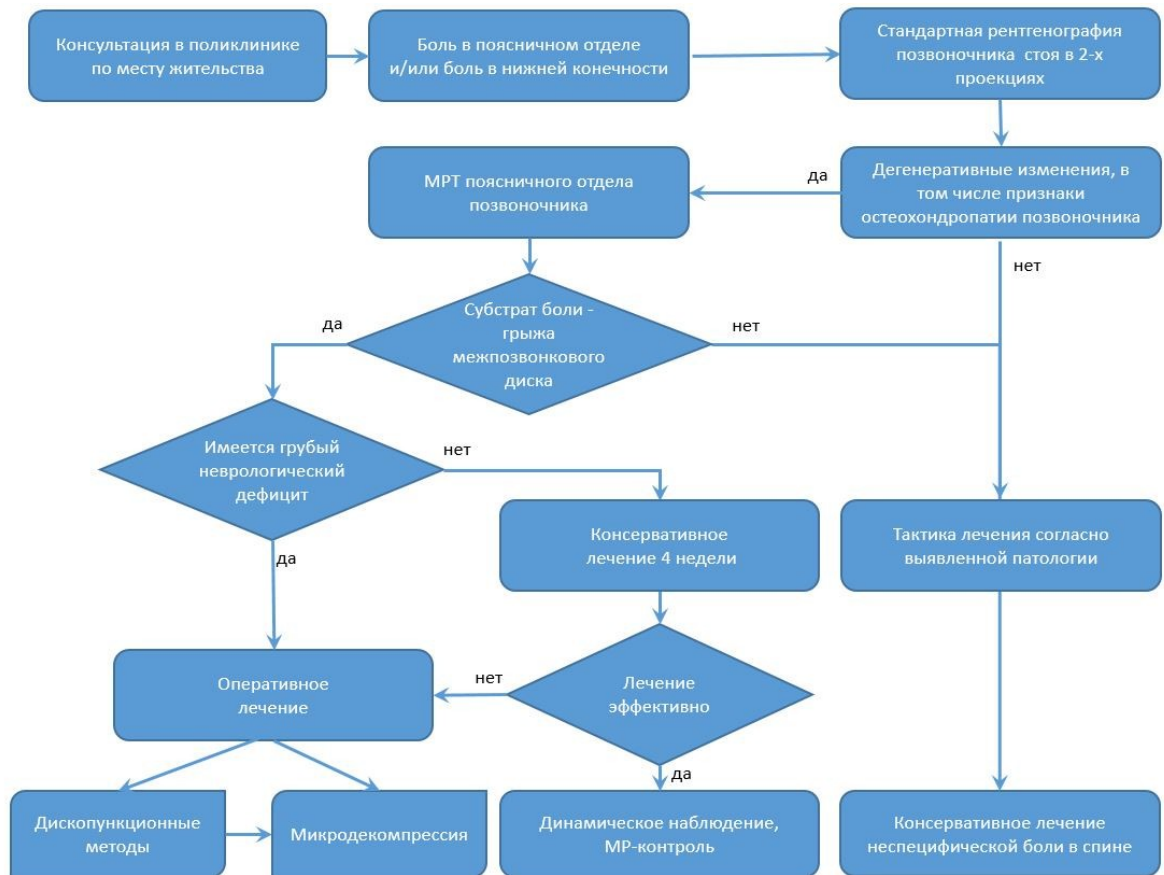 Консультация в поликлинике
по месту жительства
Боль в поясничном отделе
и/или боль в нижней конечности
Стандартная рентгенография
позвоночника стоя в 2-х
проекциях
Дегенеративные изменения, в
том числе признаки
остеохондропатии позвоночника
да
МРТ поясничного отдела
позвоночника
нет
Субстрат боли -
грыжа
межпозвонкового
диска
да
нет
Имеется грубый
неврологический
дефицит
нет
да
Консервативное
лечение 4 недели
Тактика лечения согласно
выявленной патологии
Оперативное
лечение
нет
Лечение
эффективно
да
Дископункционные
методы
Микродекомпрессия
Динамическое наблюдение,
МР-контроль
Консервативное лечение
неспецифической боли в спине